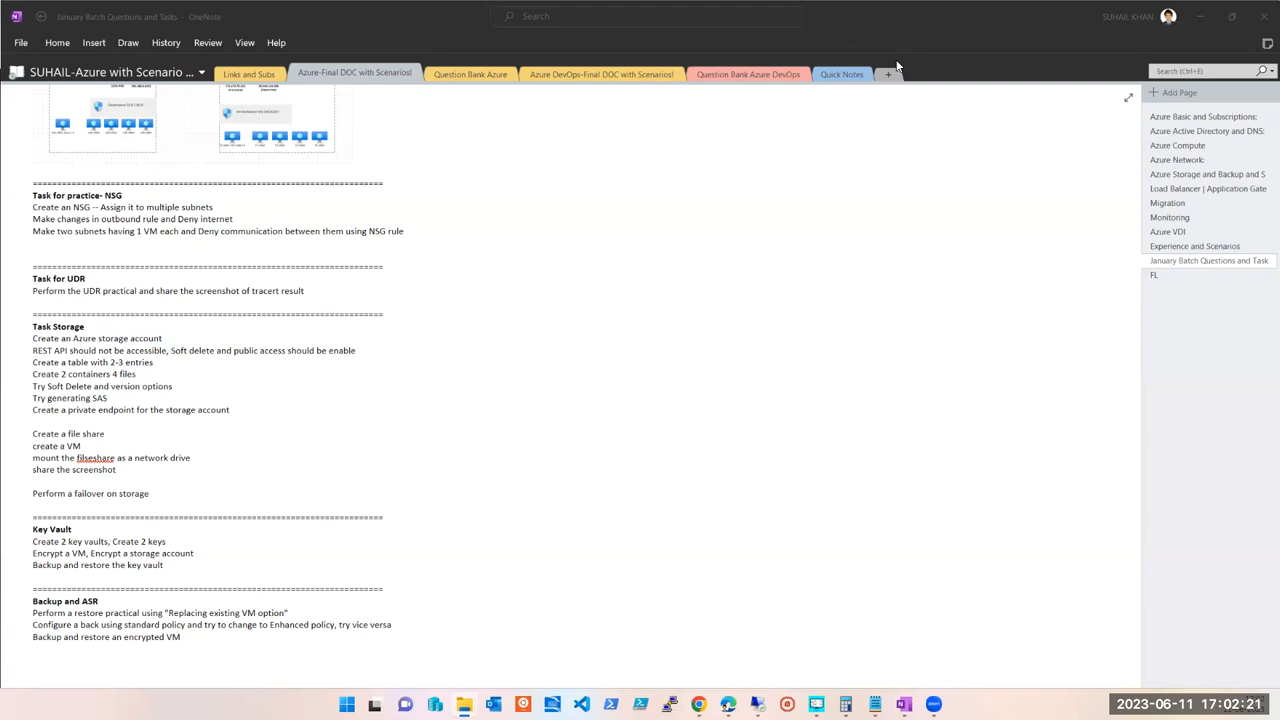 January Batch Questions and Tasks - OneNote
Search
SUHAIL KHAN
File Home Insert Draw History Review View Help
SUHAIL-Azure with Scenario ...
Links and Subs
Azure-Final DOC with Scenarios!
Question Bank Azure
Azure DevOps-Final DOC with Scenarios!
Question Bank Azure DevOps
Quick Notes
+
Search (Ctrl+E)
Add Page
Azure Basic and Subscriptions:
Azure Active Directory and DNS:
Azure Compute
Azure Network:
Azure Storage and Backup and S
Load Balancer | Application Gate
Migration
Monitoring
Azure VDI
Experience and Scenarios
January Batch Questions and Task
FL
=====================================================================
Task for practice- NSG
Create an NSG -- Assign it to multiple subnets
Make changes in outbound rule and Deny internet
Make two subnets having 1 VM each and Deny communication between them using NSG rule
=====================================================================
Task for UDR
Perform the UDR practical and share the screenshot of tracert result
=====================================================================
Task Storage
Create an Azure storage account
REST API should not be accessible, Soft delete and public access should be enable
Create a table with 2-3 entries
Create 2 containers 4 files
Try Soft Delete and version options
Try generating SAS
Create a private endpoint for the storage account
Create a file share
create a VM
mount the filseshare as a network drive
share the screenshot
Perform a failover on storage
=====================================================================
Key Vault
Create 2 key vaults, Create 2 keys
Encrypt a VM, Encrypt a storage account
Backup and restore the key vault
=====================================================================
Backup and ASR
Perform a restore practical using "Replacing existing VM option"
Configure a back using standard policy and try to change to Enhanced policy, try vice versa
Backup and restore an encrypted VM
2023-06-11 17:02:21